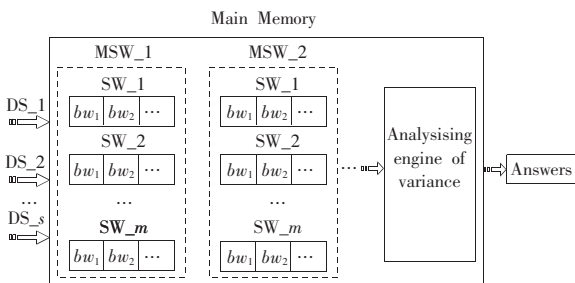 Main Memory
MSW_1
MSW_2
SW_1
SW_1
DS_1
bw1 bw2 ...
bw1 bw2 ...
SW_2
SW_2
DS_2
bw1 bw2 ...
bw1 bw2 ...
...
Analysising
engine of
variance
Answers
...
...
...
DS_s
SW_m
SW_m
bw1 bw2 ...
bw1 bw2 ...